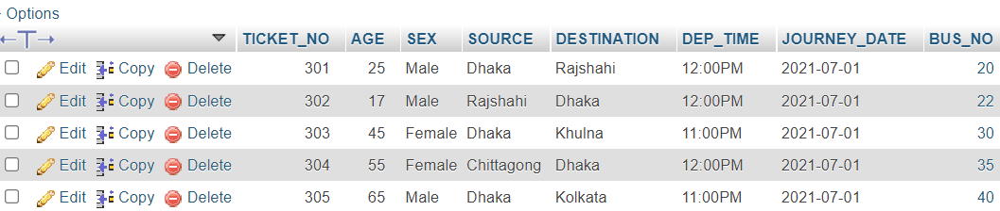 Options
TICKET_NO AGE SEX SOURCE DESTINATION DEP_TIME JOURNEY_DATE BUS_NO
Edit Copy Delete 301 25 Male Dhaka Rajshahi 12:00PM 2021-07-01 20
Edit Copy Delete 302 17 Male Rajshahi Dhaka 12:00PM 2021-07-01 22
Edit Copy Delete 303 45 Female Dhaka Khulna 11:00PM 2021-07-01 30
Edit Copy Delete 304 55 Female Chittagong Dhaka 12:00PM 2021-07-01 35
Edit Copy Delete 305 65 Male Dhaka Kolkata 11:00PM 2021-07-01 40